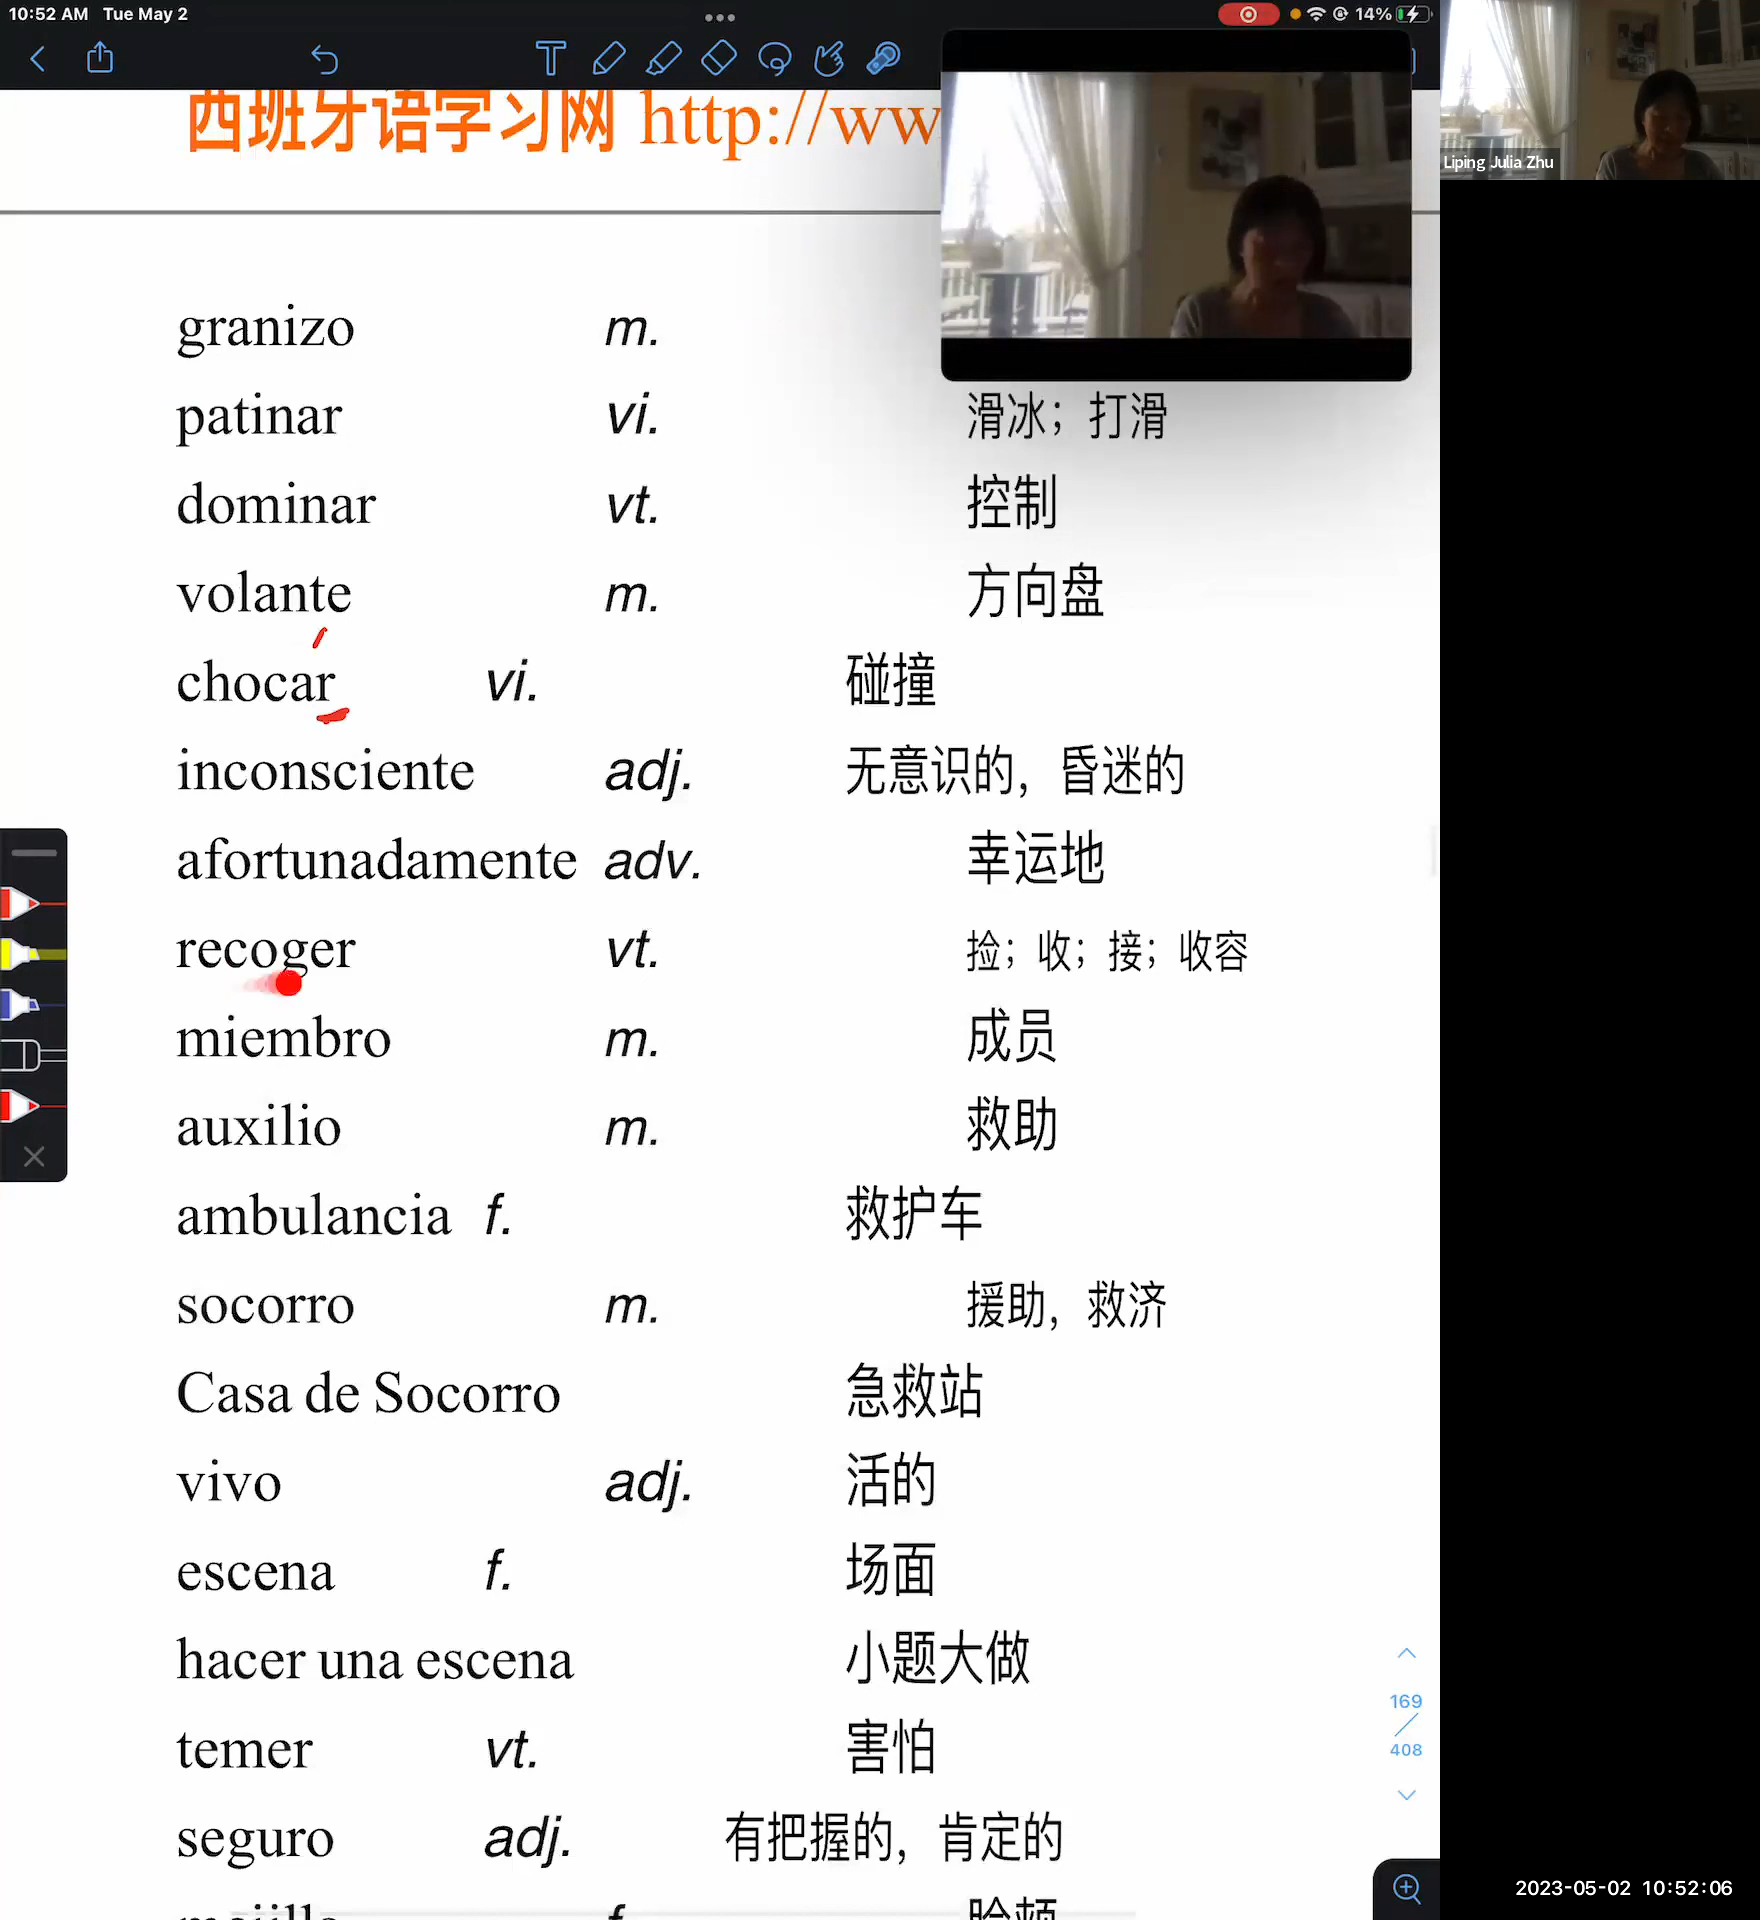 10:52 AM Tue May 2
14%
西班牙语学习网 http://ww
Liping Julia Zhu
granizo m.
patinar vi. 滑冰；打滑
dominar vt. 控制
volante m. 方向盘
chocar vi. 碰撞
inconsciente adj. 无意识的，昏迷的
afortunadamente adv. 幸运地
recoger vt. 捡；收；接；收容
miembro m. 成员
auxilio m. 救助
ambulancia f. 救护车
socorro m. 援助，救济
Casa de Socorro 急救站
vivo adj. 活的
escena f. 场面
hacer una escena 小题大做
169
408
temer vt. 害怕
seguro adj. 有把握的，肯定的
2023-05-02 10:52:06